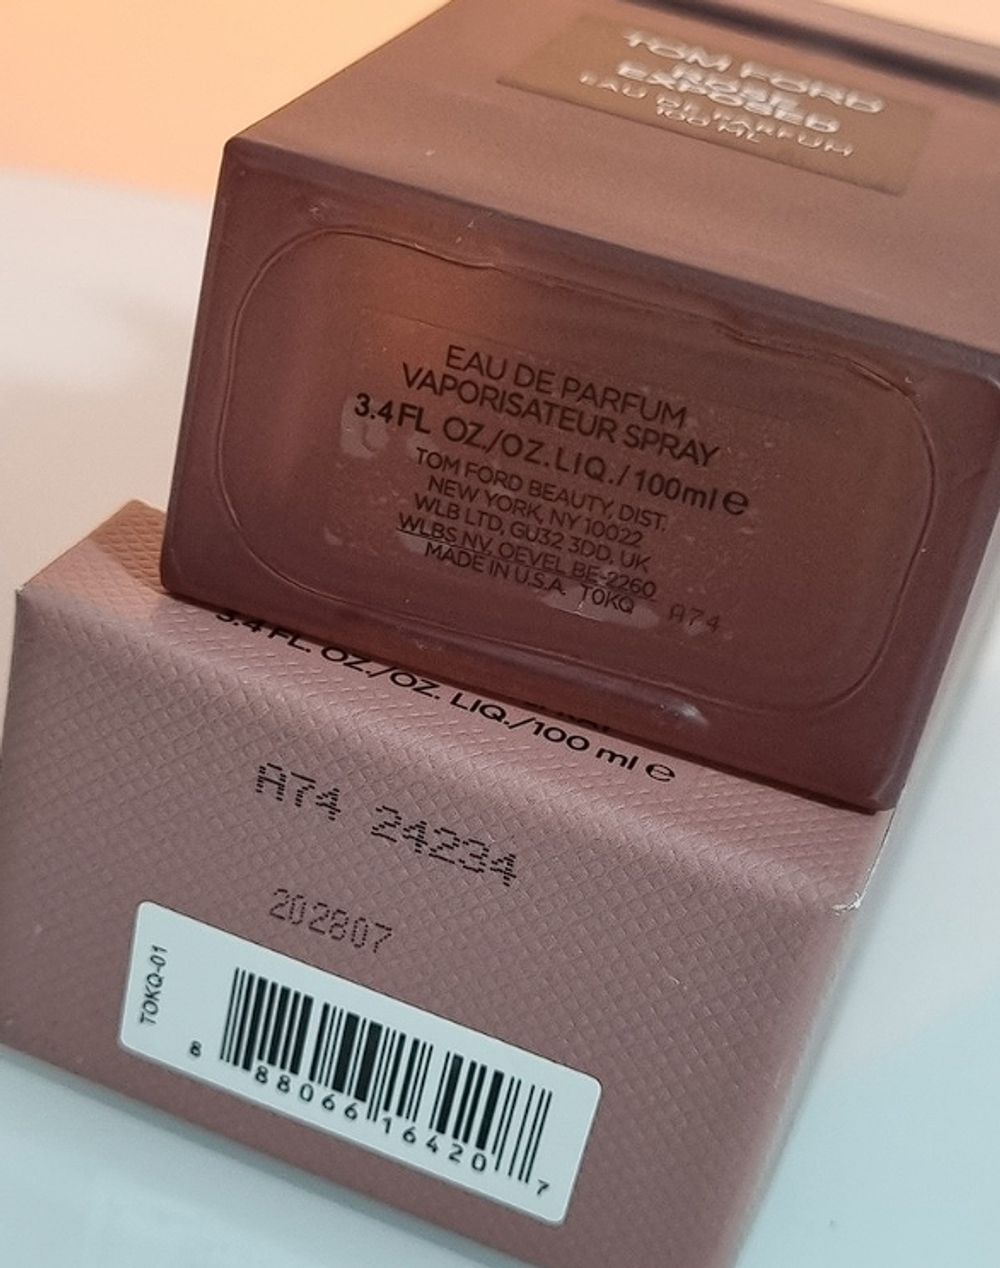 TOM FORD
ROSE
EXPOSED
EAU DE PARFUM
100 ML
EAU DE PARFUM
VAPORISATEUR SPRAY
3.4 FL OZ./OZ. LIQ. / 100ml e
TOM FORD BEAUTY, DIST.
NEW YORK, NY 10022
WLB LTD, GU32 3DD, UK
WLBS NV, OEVEL BE-2260
MADE IN U.S.A. T0KQ A74
3.4 FL. OZ./OZ. LIQ./100 ml e
A74 24234
202807
TOKQ-01
8 88066 16420 7